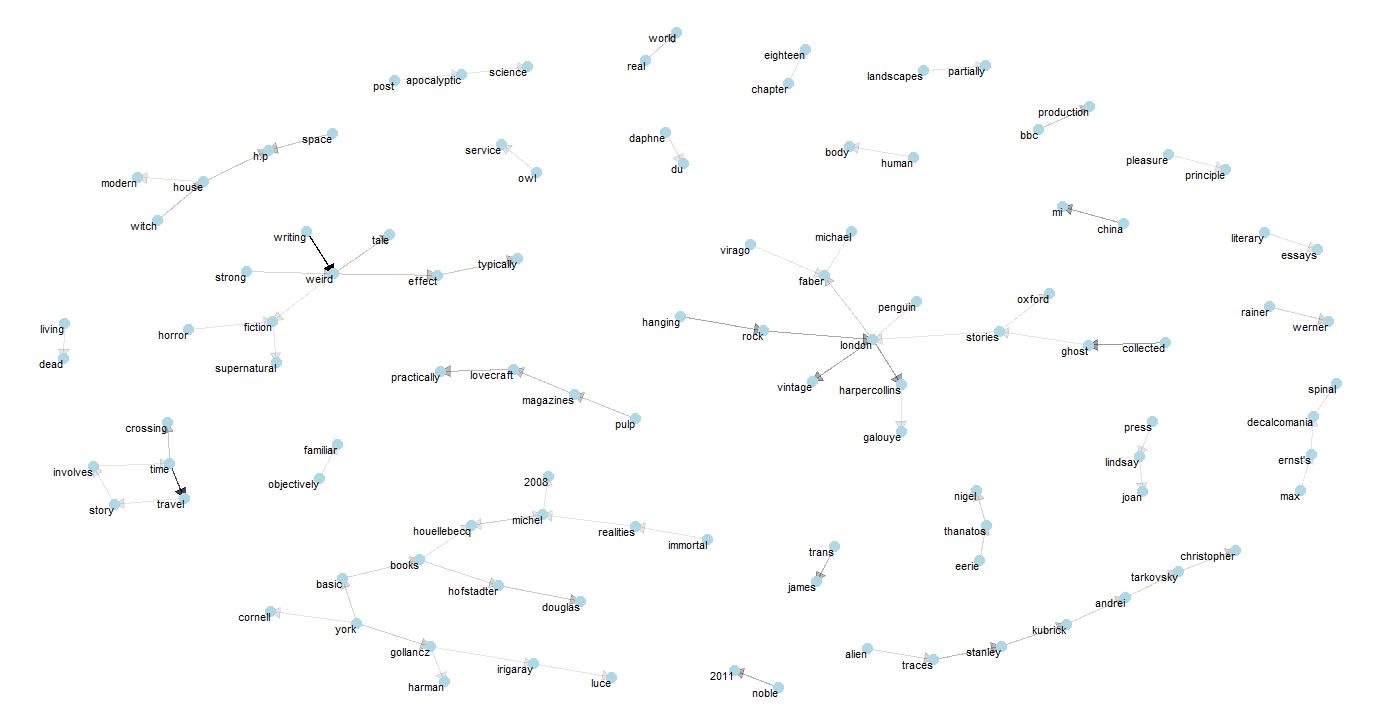 world
real
eighteen
chapter
post
apocalyptic
science
landscapes
partially
production
bbc
space
h.p
modern
house
witch
service
owl
daphne
du
body
human
pleasure
principle
mi
china
literary
essays
writing
tale
strong
weird
effect
typically
horror
fiction
supernatural
living
dead
virago
michael
faber
penguin
oxford
hanging
rock
london
stories
ghost
collected
vintage
harpercollins
galouye
rainer
werner
practically
lovecraft
magazines
pulp
spinal
decalcomania
ernst's
max
press
lindsay
joan
crossing
time
involves
story
travel
familiar
objectively
2008
michel
houellebecq
realities
immortal
books
basic
hofstadter
douglas
cornell
york
gollancz
harman
irigaray
luce
nigel
thanatos
eerie
trans
james
christopher
tarkovsky
andrei
kubrick
stanley
traces
alien
2011
noble